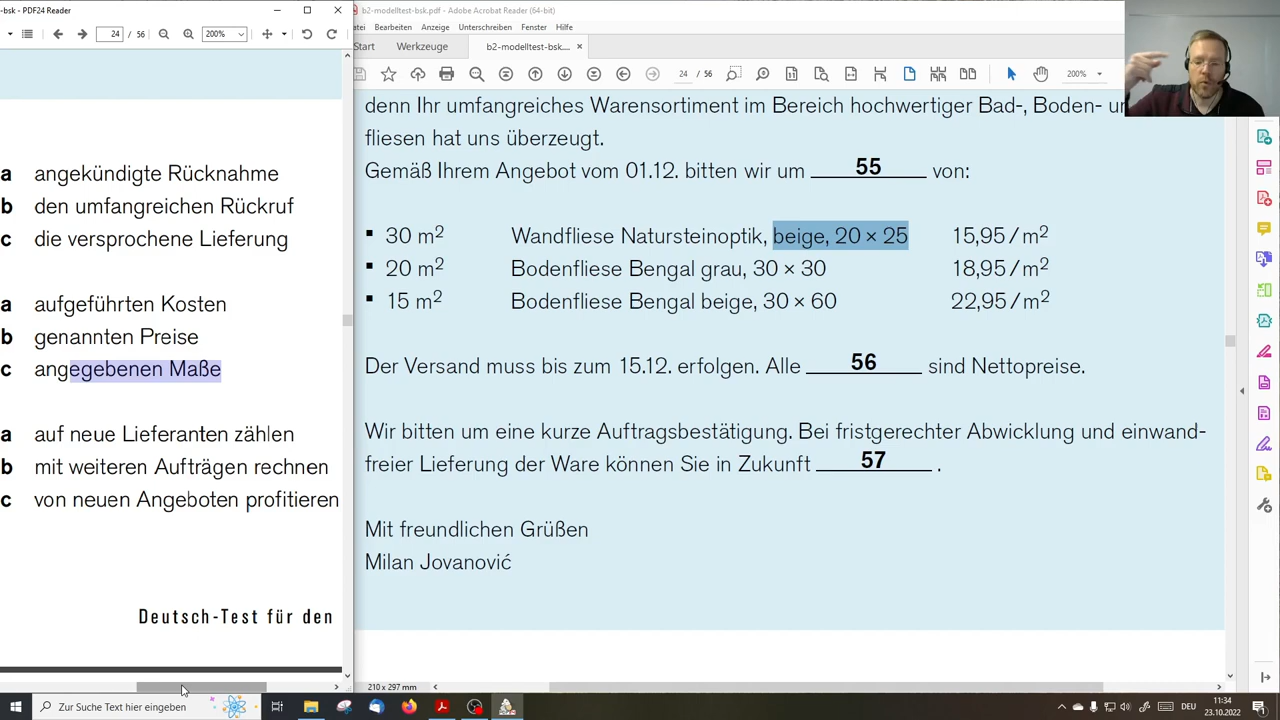 -bsk - PDF24 Reader
24 / 56
200%
a angekündigte Rücknahme
b den umfangreichen Rückruf
c die versprochene Lieferung
a aufgeführten Kosten
b genannten Preise
c angegebenen Maße
a auf neue Lieferanten zählen
b mit weiteren Aufträgen rechnen
c von neuen Angeboten profitieren
Deutsch-Test für den
b2-modelltest-bsk.pdf - Adobe Acrobat Reader (64-bit)
atei Bearbeiten Anzeige Unterschreiben Fenster Hilfe
Start Werkzeuge b2-modelltest-bsk....
24 / 56 200%
denn Ihr umfangreiches Warensortiment im Bereich hochwertiger Bad-, Boden- u
fliesen hat uns überzeugt.
Gemäß Ihrem Angebot vom 01.12. bitten wir um 55 von:
▪ 30 m² Wandfliese Natursteinoptik, beige, 20 × 25 15,95 / m²
▪ 20 m² Bodenfliese Bengal grau, 30 × 30 18,95 / m²
▪ 15 m² Bodenfliese Bengal beige, 30 × 60 22,95 / m²
Der Versand muss bis zum 15.12. erfolgen. Alle 56 sind Nettopreise.
Wir bitten um eine kurze Auftragsbestätigung. Bei fristgerechter Abwicklung und einwand-
freier Lieferung der Ware können Sie in Zukunft 57 .
Mit freundlichen Grüßen
Milan Jovanović
210 x 297 mm
Zur Suche Text hier eingeben
DEU
11:34
23.10.2022